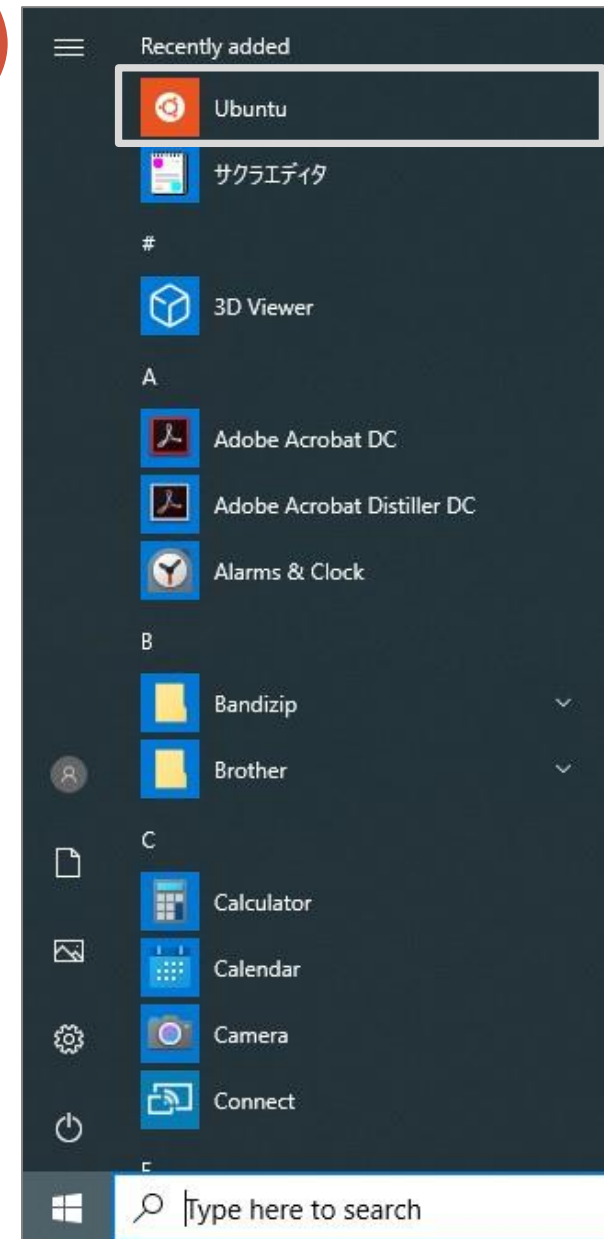 Recently added
Ubuntu
サクラエディタ
#
3D Viewer
A
Adobe Acrobat DC
Adobe Acrobat Distiller DC
Alarms & Clock
B
Bandizip
Brother
C
Calculator
Calendar
Camera
Connect
Type here to search